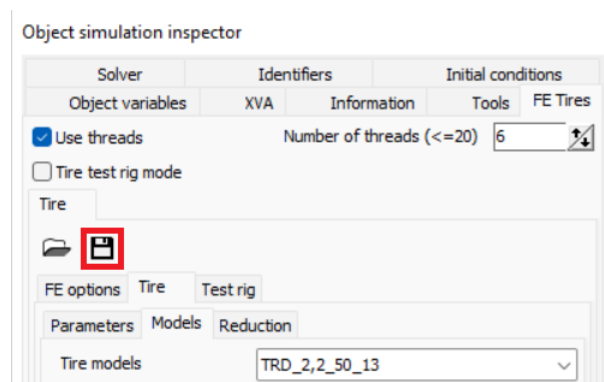 Object simulation inspector
Solver Identifiers Initial conditions
Object variables XVA Information Tools FE Tires
Use threads Number of threads (<=20) 6
Tire test rig mode
Tire
FE options Tire Test rig
Parameters Models Reduction
Tire models TRD_2,2_50_13